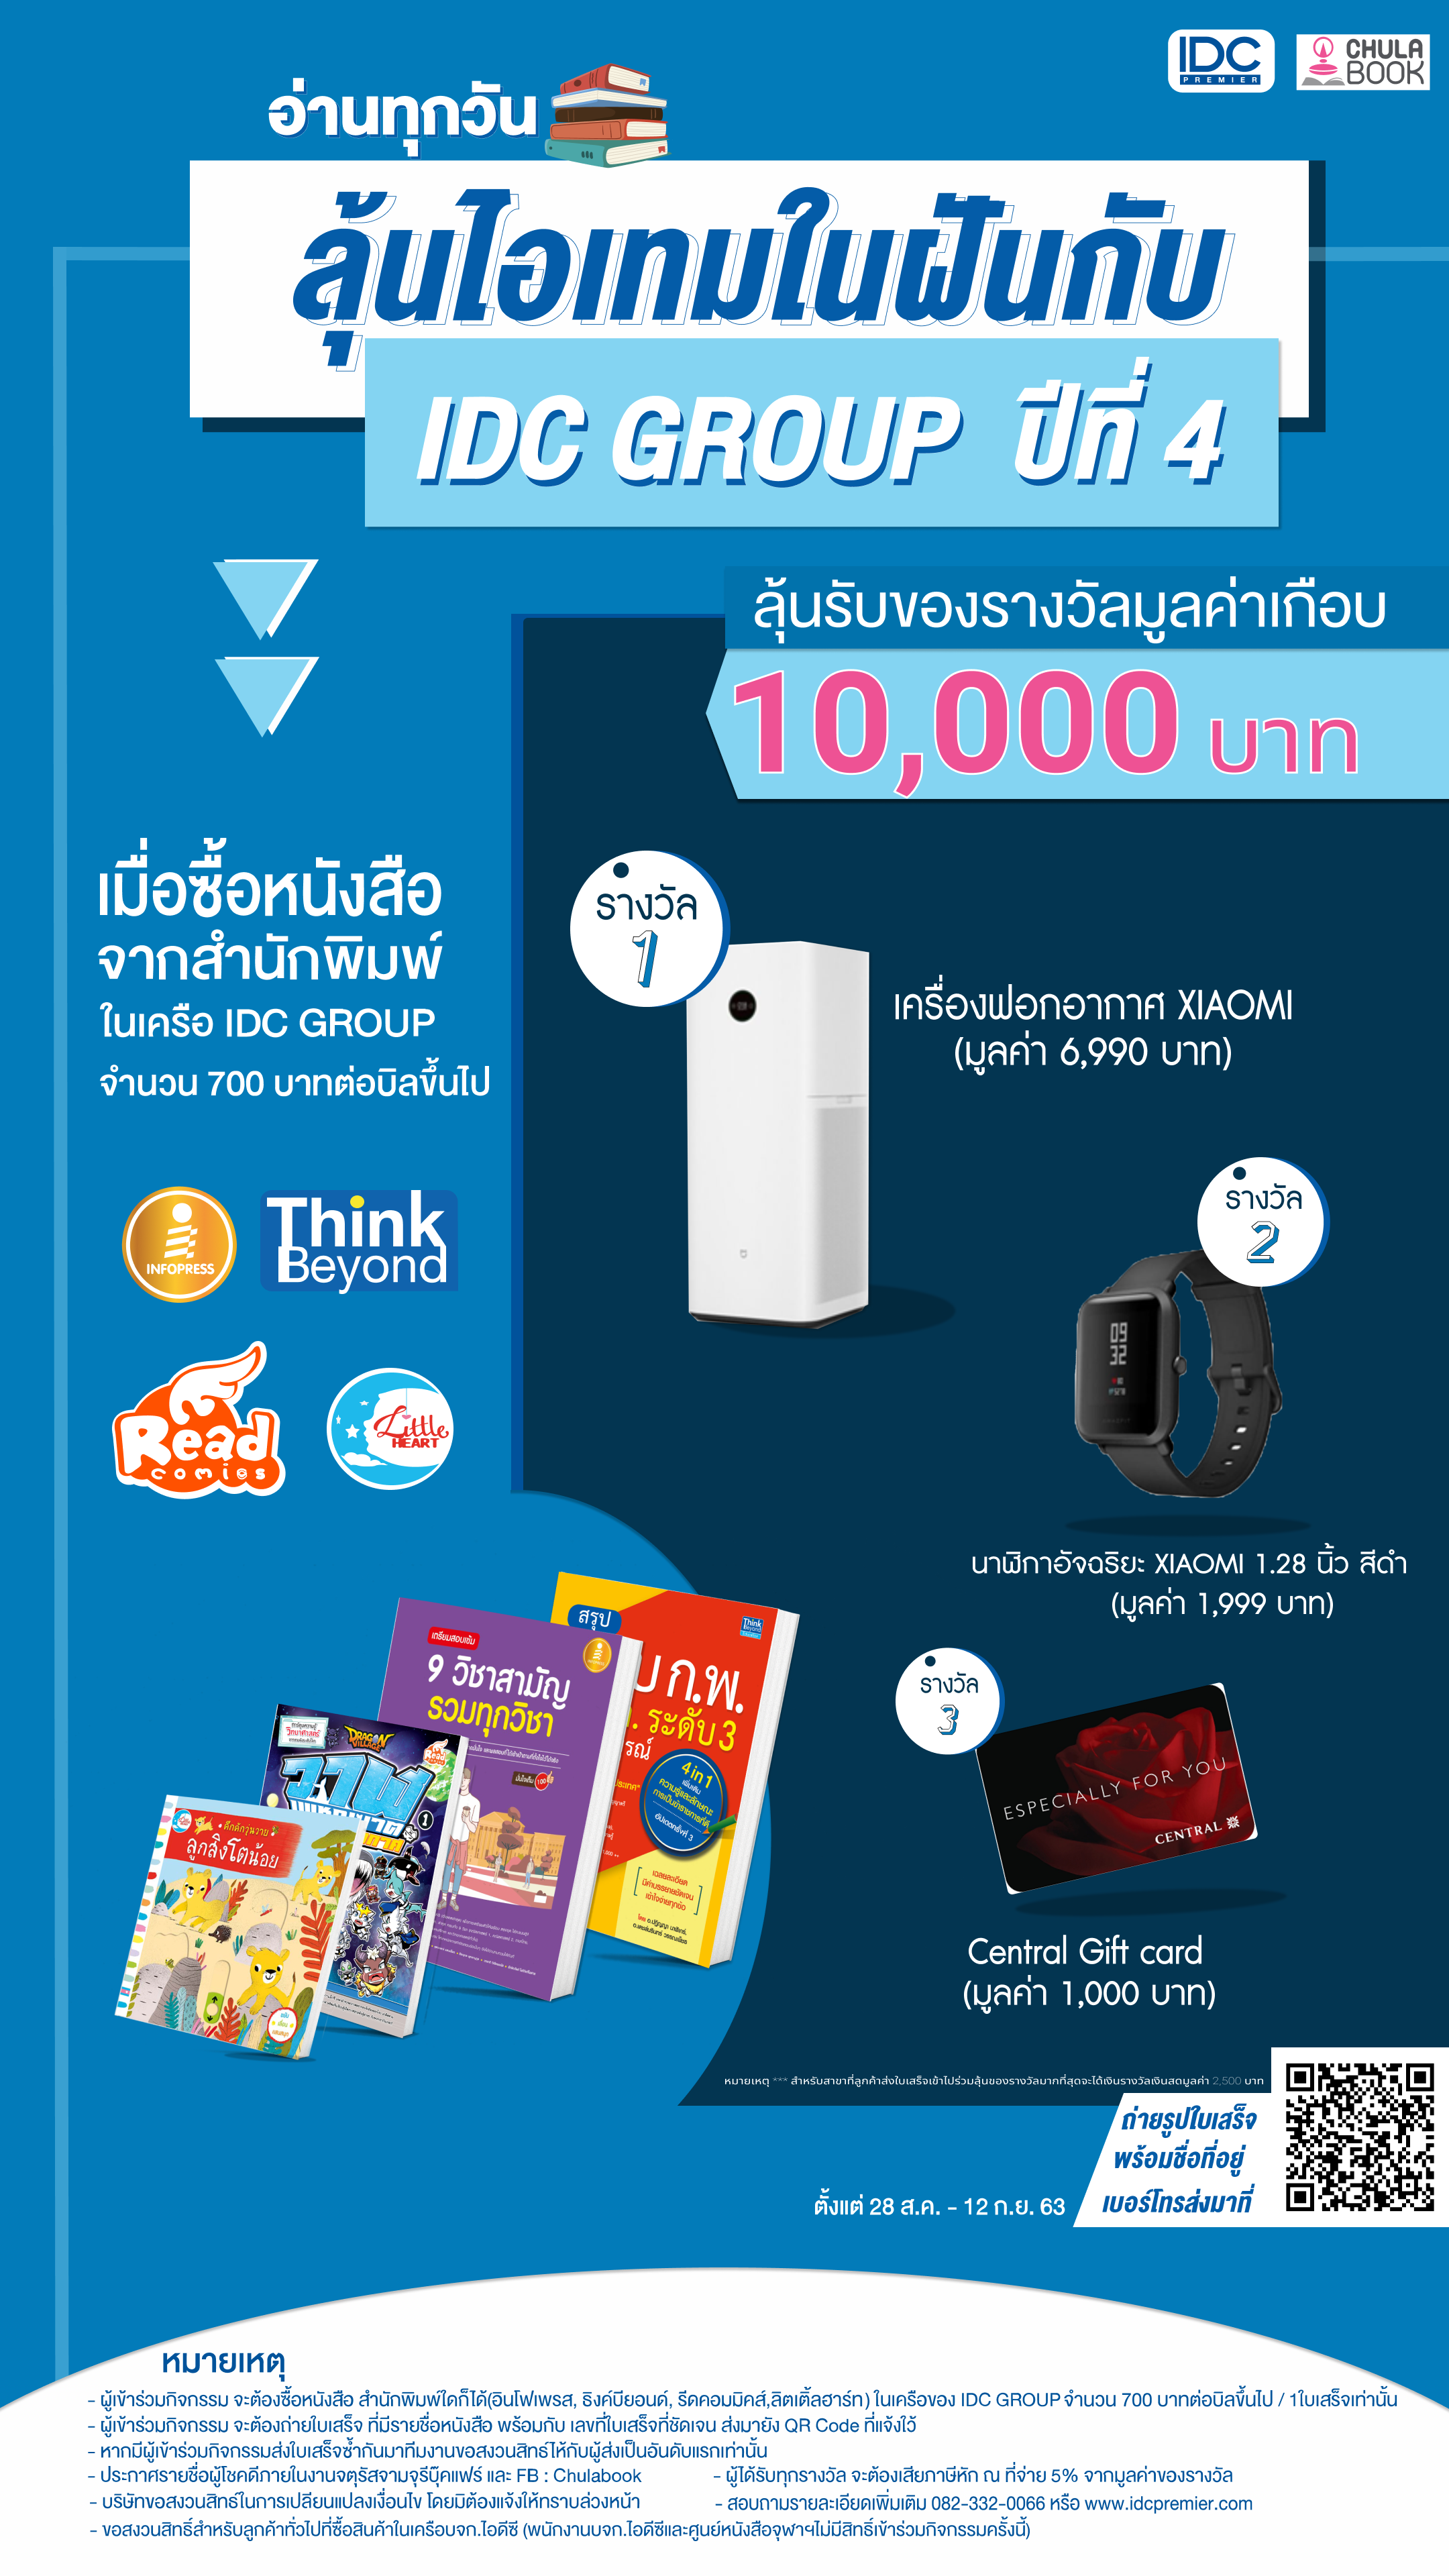 IDC
PREMIER
CHULA
BOOK
อ่านทุกวัน
ลุ้นไอเทมในฝันกับ
IDC GROUP ปีที่ 4
ลุ้นรับของรางวัลมูลค่าเกือบ
10,000 บาท
เมื่อซื้อหนังสือ
จากสำนักพิมพ์
ในเครือ IDC GROUP
จำนวน 700 บาทต่อบิลขึ้นไป
INFOPRESS
Think
Beyond
Read
comics
Little
HEART
รางวัล
1
เครื่องฟอกอากาศ XIAOMI
(มูลค่า 6,990 บาท)
รางวัล
2
09
32
นาฬิกาอัจฉริยะ XIAOMI 1.28 นิ้ว สีดำ
(มูลค่า 1,999 บาท)
รางวัล
3
ESPECIALLY FOR YOU
CENTRAL
Central Gift card
(มูลค่า 1,000 บาท)
สรุป
Think
Beyond
ก.พ.
ระดับ 3
4 in 1
เตรียมสอบเข้ม
9 วิชาสามัญ
รวมทุกวิชา
DRAGON
VILLAGE
Read
1
ลูกสิงโตน้อย
หมายเหตุ *** สำหรับสาขาที่ลูกค้าส่งใบเสร็จเข้าไปร่วมลุ้นของรางวัลมากที่สุดจะได้เงินรางวัลเงินสดมูลค่า 2,500 บาท
ถ่ายรูปใบเสร็จ
พร้อมชื่อที่อยู่
เบอร์โทรส่งมาที่
ตั้งแต่ 28 ส.ค. - 12 ก.ย. 63
หมายเหตุ
- ผู้เข้าร่วมกิจกรรม จะต้องซื้อหนังสือ สำนักพิมพ์ใดก็ได้(อินโฟเพรส, ธิงค์บียอนด์, รีดคอมมิคส์,ลิตเติ้ลฮาร์ท) ในเครือของ IDC GROUP จำนวน 700 บาทต่อบิลขึ้นไป / 1ใบเสร็จเท่านั้น
- ผู้เข้าร่วมกิจกรรม จะต้องถ่ายใบเสร็จ ที่มีรายชื่อหนังสือ พร้อมกับ เลขที่ใบเสร็จที่ชัดเจน ส่งมายัง QR Code ที่แจ้งไว้
- หากมีผู้เข้าร่วมกิจกรรมส่งใบเสร็จซ้ำกันมาทีมงานขอสงวนสิทธ์ให้กับผู้ส่งเป็นอันดับแรกเท่านั้น
- ประกาศรายชื่อผู้โชคดีภายในงานจตุรัสจามจุรีบุ๊คแฟร์ และ FB : Chulabook
- ผู้ได้รับทุกรางวัล จะต้องเสียภาษีหัก ณ ที่จ่าย 5% จากมูลค่าของรางวัล
- บริษัทขอสงวนสิทธ์ในการเปลียนแปลงเงื่อนไข โดยมิต้องแจ้งให้ทราบล่วงหน้า
- สอบถามรายละเอียดเพิ่มเติม 082-332-0066 หรือ www.idcpremier.com
- ขอสงวนสิทธิ์สำหรับลูกค้าทั่วไปที่ซื้อสินค้าในเครือบจก.ไอดีซี (พนักงานบจก.ไอดีซีและศูนย์หนังสือจุฬาฯไม่มีสิทธิ์เข้าร่วมกิจกรรมครั้งนี้)